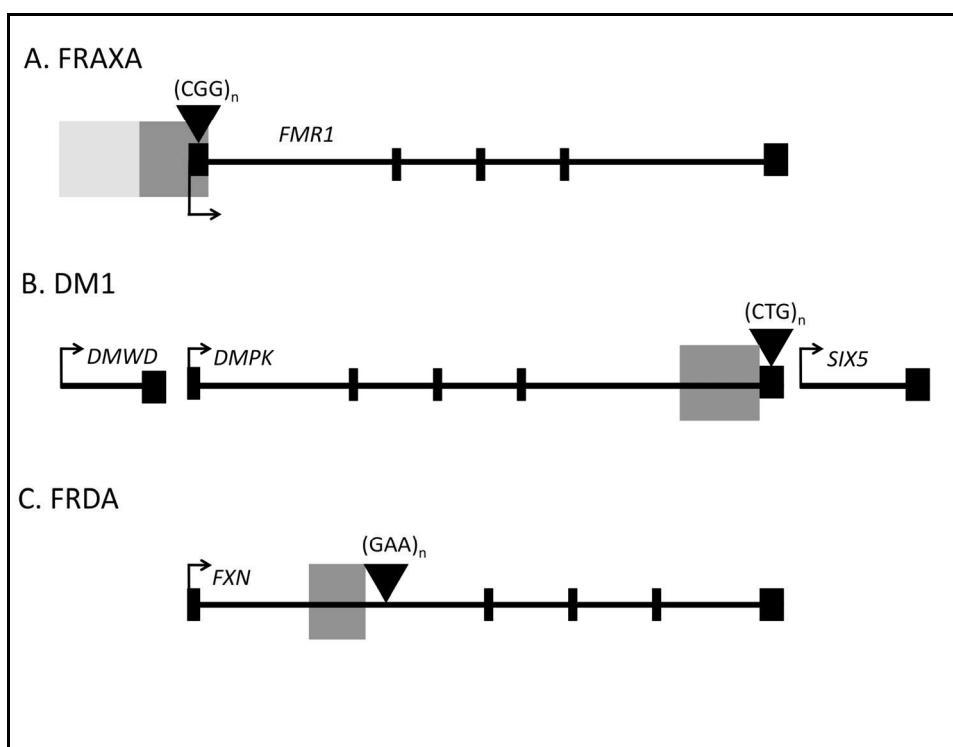 A. FRAXA
(CGG)n
FMR1
B. DM1
(CTG)n
DMWD
DMPK
SIX5
C. FRDA
(GAA)n
FXN